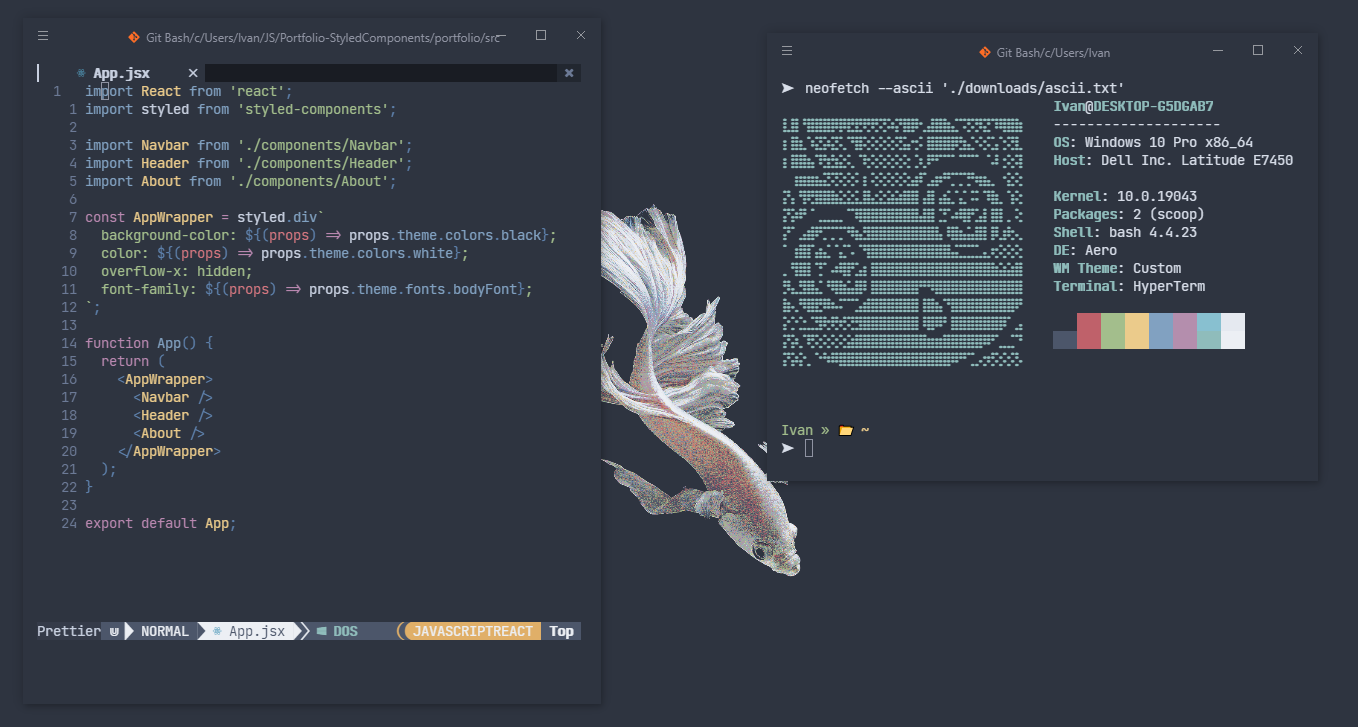 Git Bash/c/Users/Ivan/JS/Portfolio-StyledComponents/portfolio/src
App.jsx
1 import React from 'react';
1 import styled from 'styled-components';
2
3 import Navbar from './components/Navbar';
4 import Header from './components/Header';
5 import About from './components/About';
6
7 const AppWrapper = styled.div`
8 background-color: ${(props) => props.theme.colors.black};
9 color: ${(props) => props.theme.colors.white};
10 overflow-x: hidden;
11 font-family: ${(props) => props.theme.fonts.bodyFont};
12 `;
13
14 function App() {
15 return (
16 <AppWrapper>
17 <Navbar />
18 <Header />
19 <About />
20 </AppWrapper>
21 );
22 }
23
24 export default App;
Prettier NORMAL App.jsx DOS JAVASCRIPTREACT Top
Git Bash/c/Users/Ivan
➤ neofetch --ascii './downloads/ascii.txt'
Ivan@DESKTOP-G5DGAB7
---------------------
OS: Windows 10 Pro x86_64
Host: Dell Inc. Latitude E7450
Kernel: 10.0.19043
Packages: 2 (scoop)
Shell: bash 4.4.23
DE: Aero
WM Theme: Custom
Terminal: HyperTerm
Ivan » 📂 ~
➤